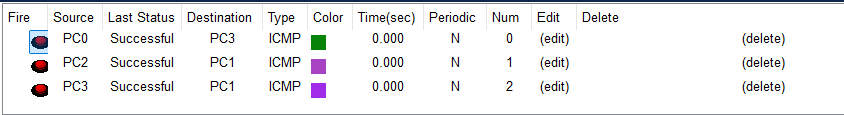 Fire Source Last Status Destination Type Color Time(sec) Periodic Num Edit Delete
PC0 Successful PC3 ICMP 0.000 N 0 (edit) (delete)
PC2 Successful PC1 ICMP 0.000 N 1 (edit) (delete)
PC3 Successful PC1 ICMP 0.000 N 2 (edit) (delete)